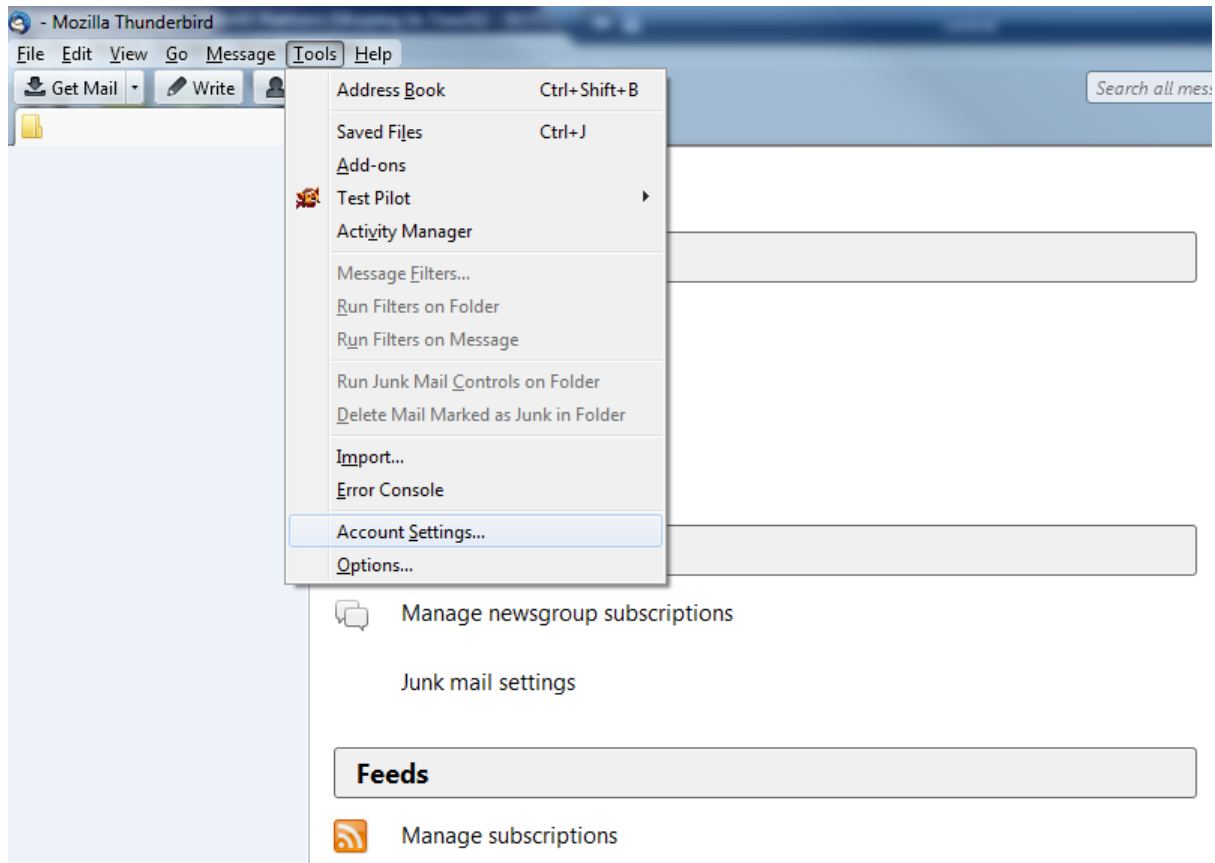 - Mozilla Thunderbird
File Edit View Go Message Tools Help
Get Mail Write
Search all mess
Address Book Ctrl+Shift+B
Saved Files Ctrl+J
Add-ons
Test Pilot
Activity Manager
Message Filters...
Run Filters on Folder
Run Filters on Message
Run Junk Mail Controls on Folder
Delete Mail Marked as Junk in Folder
Import...
Error Console
Account Settings...
Options...
Manage newsgroup subscriptions
Junk mail settings
Feeds
Manage subscriptions